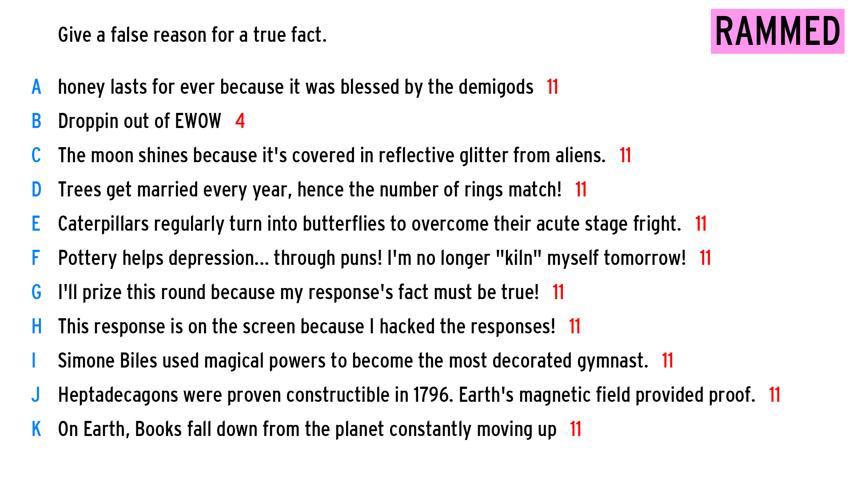 Give a false reason for a true fact.
RAMMED
A honey lasts for ever because it was blessed by the demigods 11
B Droppin out of EWOW 4
C The moon shines because it's covered in reflective glitter from aliens. 11
D Trees get married every year, hence the number of rings match! 11
E Caterpillars regularly turn into butterflies to overcome their acute stage fright. 11
F Pottery helps depression... through puns! I'm no longer "kiln" myself tomorrow! 11
G I'll prize this round because my response's fact must be true! 11
H This response is on the screen because I hacked the responses! 11
I Simone Biles used magical powers to become the most decorated gymnast. 11
J Heptadecagons were proven constructible in 1796. Earth's magnetic field provided proof. 11
K On Earth, Books fall down from the planet constantly moving up 11